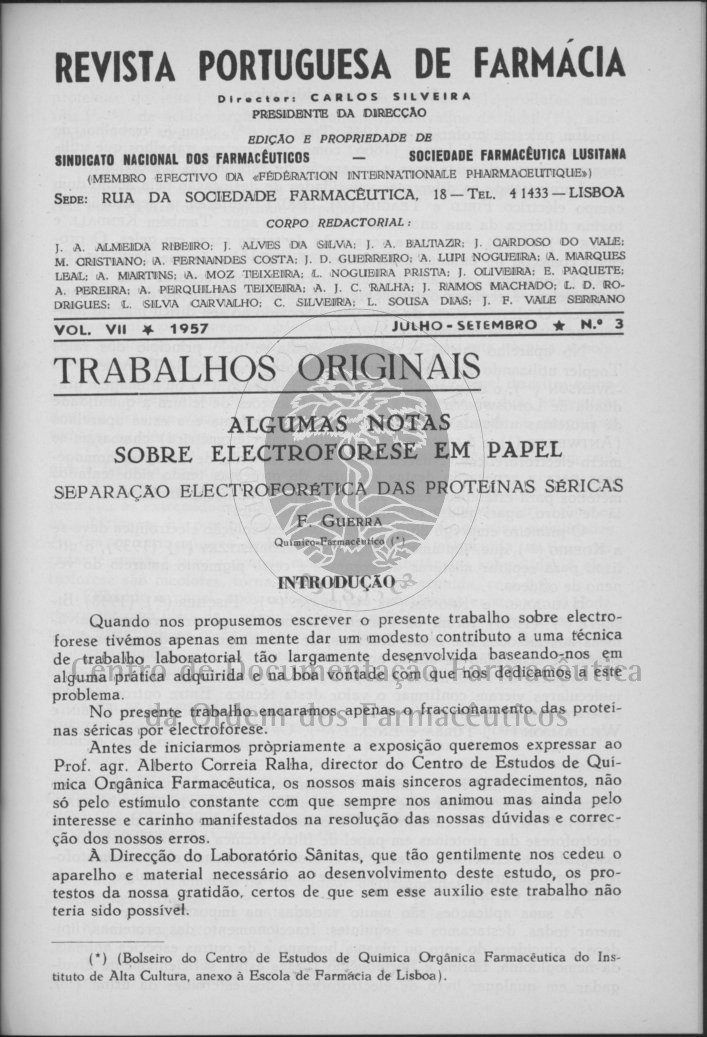 REVISTA PORTUGUESA DE FARMÁCIA
Director: CARLOS SILVEIRA
PRESIDENTE DA DIRECÇÃO
EDIÇÃO E PROPRIEDADE DE
SINDICATO NACIONAL DOS FARMACÊUTICOS — SOCIEDADE FARMACÊUTICA LUSITANA
(MEMBRO EFECTIVO DA «FÉDÉRATION INTERNATIONALE PHARMACEUTIQUE»)
SEDE: RUA DA SOCIEDADE FARMACÊUTICA, 18 — TEL. 4 1433 — LISBOA
CORPO REDACTORIAL:
J. A. ALMEIDA RIBEIRO; J. ALVES DA SILVA; J. A. BALTAZAR; J. CARDOSO DO VALE;
M. CRISTIANO; A. FERNANDES COSTA; J. D. GUERREIRO; A. LUPI NOGUEIRA; A. MARQUES
LEAL; A. MARTINS; A. MOZ TEIXEIRA; L. NOGUEIRA PRISTA; J. OLIVEIRA; E. PAQUETE;
A. PEREIRA; A. PERQUILHAS TEIXEIRA; A. J. C. RALHA; J. RAMOS MACHADO; L. D. RO-
DRIGUES; L. SILVA CARVALHO; C. SILVEIRA; L. SOUSA DIAS; J. F. VALE SERRANO
VOL. VII ★ 1957 JULHO - SETEMBRO ★ N.º 3
TRABALHOS ORIGINAIS
ALGUMAS NOTAS
SOBRE ELECTROFORESE EM PAPEL
SEPARAÇÃO ELECTROFORÉTICA DAS PROTEÍNAS SÉRICAS
F. GUERRA
Químico-Farmacêutico (*)
INTRODUÇÃO
Quando nos propusemos escrever o presente trabalho sobre electro-
forese tivémos apenas em mente dar um modesto contributo a uma técnica
de trabalho laboratorial tão largamente desenvolvida baseando-nos em
alguma prática adquirida e na boa vontade com que nos dedicamos a este
problema.
Centro de Documentação Farmacêutica
da Ordem dos Farmacêuticos
No presente trabalho encaramos apenas o fraccionamento das proteí-
nas séricas por electroforese.
Antes de iniciarmos pròpriamente a exposição queremos expressar ao
Prof. agr. Alberto Correia Ralha, director do Centro de Estudos de Quí-
mica Orgânica Farmacêutica, os nossos mais sinceros agradecimentos, não
só pelo estímulo constante com que sempre nos animou mas ainda pelo
interesse e carinho manifestados na resolução das nossas dúvidas e correc-
ção dos nossos erros.
À Direcção do Laboratório Sânitas, que tão gentilmente nos cedeu o
aparelho e material necessário ao desenvolvimento deste estudo, os pro-
testos da nossa gratidão, certos de que sem esse auxílio este trabalho não
teria sido possível.
(*) (Bolseiro do Centro de Estudos de Química Orgânica Farmacêutica do Ins-
tituto de Alta Cultura, anexo à Escola de Farmácia de Lisboa).